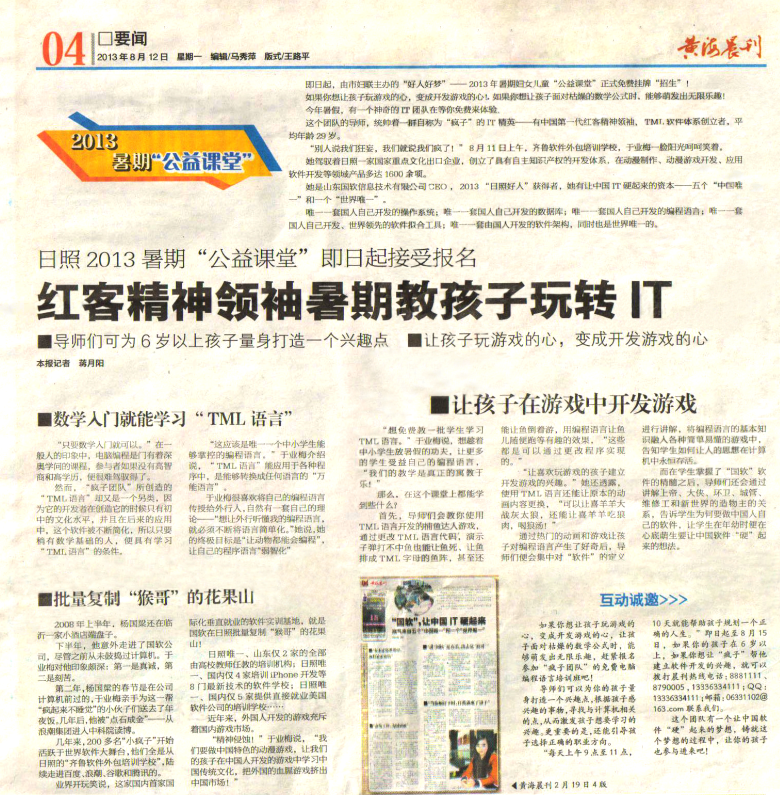 04
□要闻
2013年8月12日 星期一 编辑/马秀萍 版式/王路平
黄海晨刊
2013
暑期“公益课堂”
即日起，由市妇联主办的“好人好梦”——2013年暑期妇女儿童“公益课堂”正式免费挂牌“招生”！
如果你想让孩子玩游戏的心，变成开发游戏的心！如果你想让孩子面对枯燥的数学公式时，能够萌发出无限乐趣！
今年暑假，有一个神奇的IT团队在等你免费来体验。
这个团队的导师，统帅着一群自称为“疯子”的IT精英——有中国第一代红客精神领袖，TML软件体系创立者，平
均年龄29岁。
“别人说我们狂妄，我们就说我们疯了！”8月11日上午，齐鲁软件外包培训学校，于业梅一脸阳光呵呵笑着。
她驾驭着日照一家国家重点文化出口企业，创立了具有自主知识产权的开发体系，在动漫制作、动漫游戏开发、应用
软件开发等领域产品多达1600余项。
她是山东国软信息技术有限公司CEO，2013“日照好人”获得者，她有让中国IT硬起来的资本——五个“中国唯
一”和一个“世界唯一”。
唯一一套国人自己开发的操作系统；唯一一套国人自己开发的数据库；唯一一套国人自己开发的编程语言；唯一一套
国人自己开发、世界领先的软件拟合工具；唯一一套由国人开发的软件架构，同时也是世界唯一的。
日照2013暑期“公益课堂”即日起接受报名
红客精神领袖暑期教孩子玩转IT
■导师们可为6岁以上孩子量身打造一个兴趣点 ■让孩子玩游戏的心，变成开发游戏的心
本报记者 蒋月阳
■数学入门就能学习“TML语言”
“只要数学入门就可以。”在一
般人的印象中，电脑编程是门有着深
奥学问的课程，参与者如果没有高智
商和高学历，便很难驾驭得了。
然而，“疯子团队”所创造的
“TML语言”却又是一个另类，因
为它的开发者在创造它的时候只有初
中的文化水平，并且在后来的应用
中，这个软件被不断简化，所以只要
稍有数学基础的人，便具有学习
“TML语言”的条件。
“这应该是唯一一个中小学生能
够掌控的编程语言。”于业梅介绍
说，“TML语言”能应用于各种程
序中，是能够转换成任何语言的“万
能语言”。
于业梅很喜欢将自己的编程语言
传授给外行人，自然有一套自己的理
论——“想让外行听懂我的编程语言，
就必须不断将语言简单化。”她说，她
的终极目标是“让动物都能会编程”，
让自己的程序语言“弱智化”
■让孩子在游戏中开发游戏
“想免费教一批学生学习
TML语言。”于业梅说，想趁着
中小学生放暑假的功夫，让更多
的学生受益自己的编程语言，
“我们的教学是真正的寓教于
乐！”
那么，在这个课堂上都能学
到些什么？
首先，导师们会教你使用
TML语言开发的捕鱼达人游戏，
通过更改TML语言代码，演示
子弹打不中鱼也能让鱼死、让鱼
排成TML字母的鱼阵，甚至还
能让鱼倒着游，用编程语言让鱼
儿随便跑等有趣的效果，“这些
都是可以通过更改程序实现
的。”
“让喜欢玩游戏的孩子建立
开发游戏的兴趣。”她还透露，
使用TML语言还能让原本的动
画内容更换，“可以让喜羊羊大
战灰太狼，还能让喜羊羊吃狼
肉，喝狼汤！”
通过热门的动画和游戏让孩
子对编程语言产生了好奇后，导
师们便会集中对“软件”的定义
进行讲解，将编程语言的基本知
识融入各种简单易懂的游戏中，
告知学生如何让人的思想在计算
机中永恒存活。
而在学生掌握了“国软”软
件的精髓之后，导师们还会通过
讲解上帝、大侠、环卫、城管、
维修工和新世界的造物主的关
系，告诉学生为何要做中国人自
己的软件，让学生在年幼时便在
心底萌生要让中国软件“硬”起
来的想法。
■批量复制“猴哥”的花果山
2008年上半年，杨国梁还在临
沂一家小酒店端盘子。
下半年，他意外走进了国软公
司，尽管之前从未鼓捣过计算机。于
业梅对他印象颇深：第一是真诚，第
二是刻苦。
第二年，杨国梁的春节是在公司
计算机前过的，于业梅亲手为这一帮
“疯起来不睡觉”的小伙子们送去了年
夜饭，几年后，他被“点石成金”——从
浪潮集团进入中科院读博。
几年来，200多名“小疯子”开始
活跃于世界软件大舞台，他们全是从
日照的“齐鲁软件外包培训学校”，陆
续走进百度、浪潮、谷歌和腾讯的。
业界开玩笑说，这家国内首家国
际化垂直就业的软件实训基地，就是
国软在日照批量复制“猴哥”的花果
山！
日照唯一、山东仅2家的全部
由高校教师任教的培训机构；日照唯
一、国内仅4家培训iPhone开发等
8门最新技术的软件学校；日照唯
一、国内仅5家提供直接就业美国
软件公司的培训学校……
近年来，外国人开发的游戏充斥
着国内游戏市场。
“精神侵蚀！”于业梅说，“我
们要做中国特色的动漫游戏，让我们
的孩子在中国人开发的游戏中学习中
国传统文化，把外国的血腥游戏挤出
中国市场！”
“国软”，让中国IT硬起来
◀黄海晨刊2月19日4版
互动诚邀>>>
如果你想让孩子玩游戏的
心，变成开发游戏的心，让孩
子面对枯燥的数学公式时，能
够萌发出无限乐趣，赶紧报名
参加“疯子团队”的免费电脑
编程语言培训班吧！
导师们可以为你的孩子量
身打造一个兴趣点，根据孩子感
兴趣的事物，寻找与计算机相关
的点，从而激发孩子想要学习的
兴趣，更重要的是，还能引导孩
子选择正确的职业方向。
“每天上午9点至11点，
10天就能帮助孩子规划一个正
确的人生。”即日起至8月15
日，如果你的孩子在6岁以
上，如果你想让“疯子”帮他
建立软件开发的兴趣，就可以
拨打晨刊热线电话：8881111，
8790005，13336334111；QQ：
13336334111；邮箱：06331102@
163.com联系我们。
这个团队有一个让中国软
件“硬”起来的梦想，畅就这
个梦想的过程中，让你的孩子
也参与进来吧！